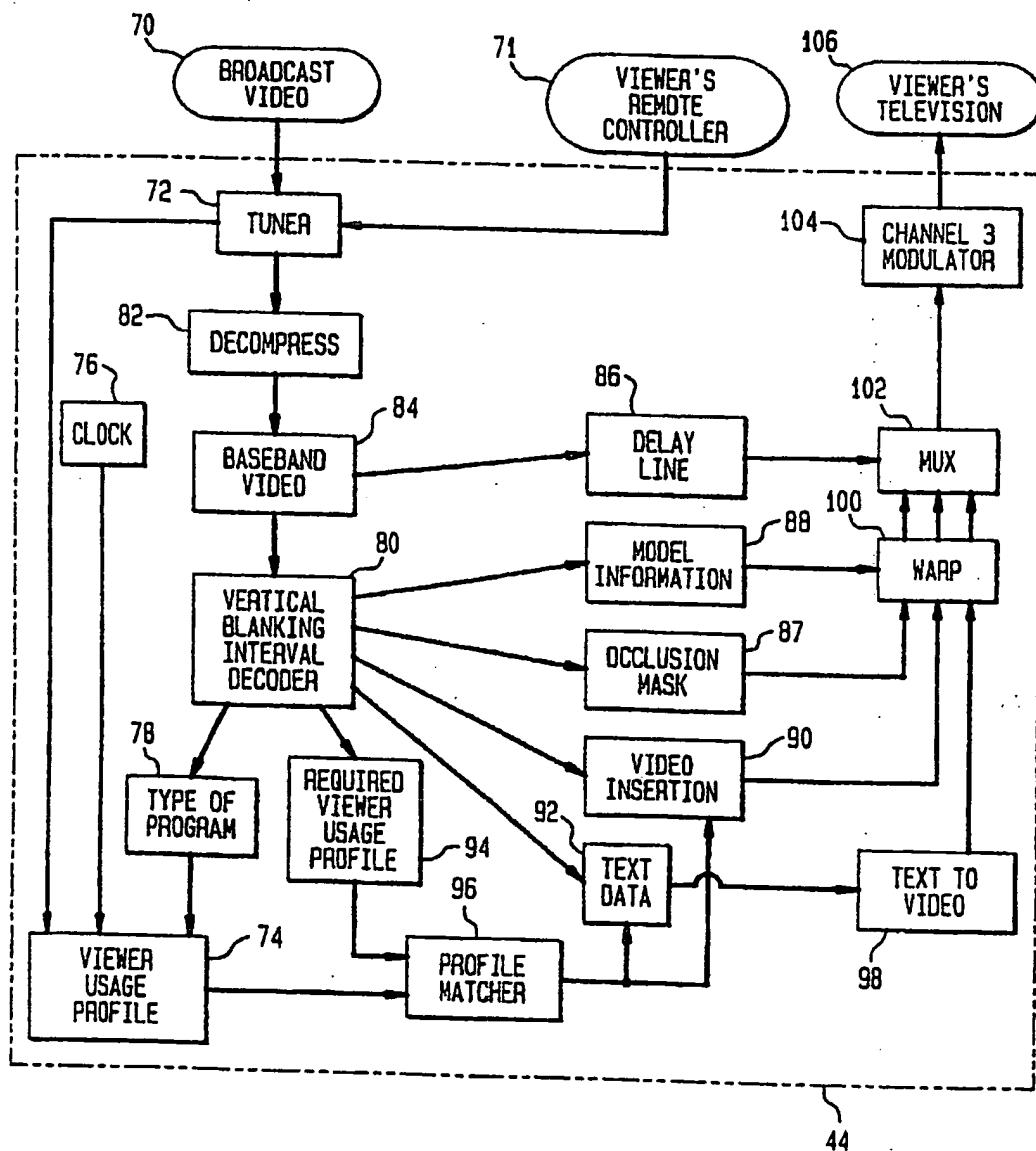 70
BROADCAST
VIDEO
71
VIEWER'S
REMOTE
CONTROLLER
106
VIEWER'S
TELEVISION
72
TUNER
104
CHANNEL 3
MODULATOR
82
DECOMPRESS
76
CLOCK
84
BASEBAND
VIDEO
86
DELAY
LINE
102
MUX
80
VERTICAL
BLANKING
INTERVAL
DECODER
88
MODEL
INFORMATION
100
WARP
87
OCCLUSION
MASK
78
TYPE OF
PROGRAM
REQUIRED
VIEWER
USAGE
PROFILE
94
90
VIDEO
INSERTION
92
TEXT
DATA
TEXT TO
VIDEO
98
74
VIEWER
USAGE
PROFILE
96
PROFILE
MATCHER
44